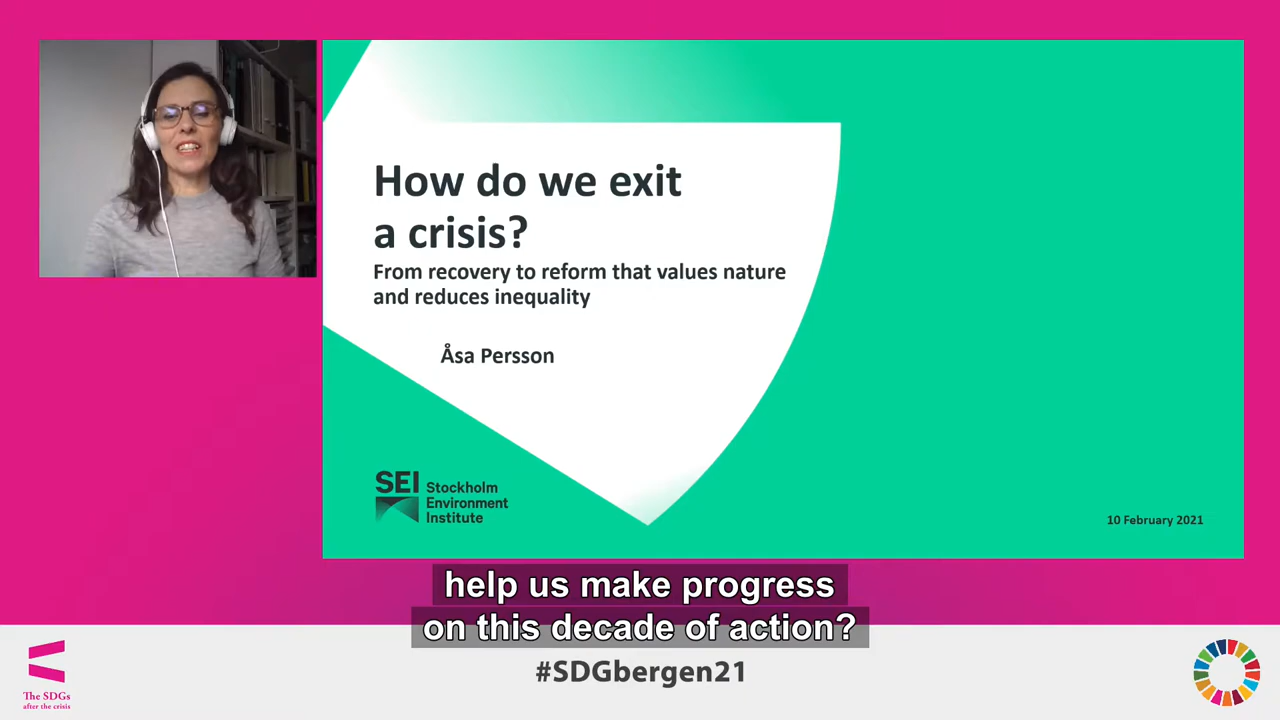 How do we exit
a crisis?
From recovery to reform that values nature
and reduces inequality
Åsa Persson
SEI
Stockholm
Environment
Institute
10 February 2021
help us make progress
on this decade of action?
#SDGbergen21
The SDGs
after the crisis